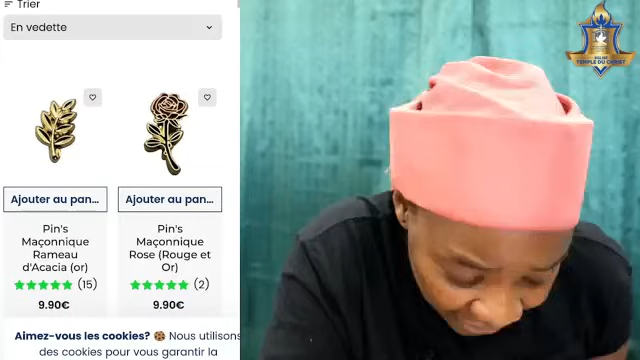 Trier
En vedette
Ajouter au pan...
Ajouter au pan...
Pin's
Maçonnique
Rameau
d'Acacia (or)
(15)
9.90€
Pin's
Maçonnique
Rose (Rouge et
Or)
(2)
9.90€
Aimez-vous les cookies? 🍪 Nous utilisons
des cookies pour vous garantir la
EGLISE
TEMPLE DU CHRIST